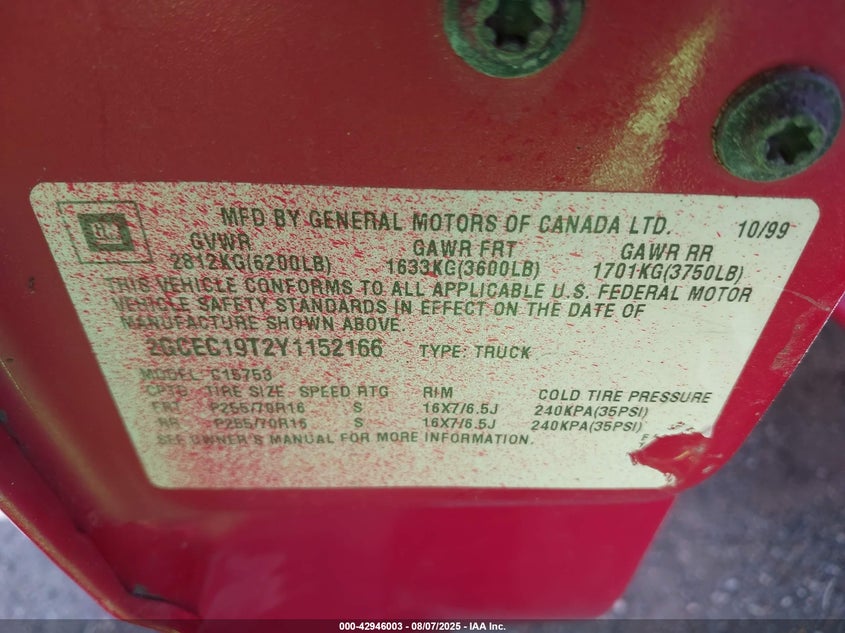 GM
MFD BY GENERAL MOTORS OF CANADA LTD. 10/99
GVWR GAWR FRT GAWR RR
2812KG(6200LB) 1633KG(3600LB) 1701KG(3750LB)
THIS VEHICLE CONFORMS TO ALL APPLICABLE U.S. FEDERAL MOTOR
VEHICLE SAFETY STANDARDS IN EFFECT ON THE DATE OF
MANUFACTURE SHOWN ABOVE.
2GCEC19T2Y1152166 TYPE: TRUCK
MODEL: C15753
TIRE SIZE SPEED RTG RIM COLD TIRE PRESSURE
FRT P255/70R16 S 16X7/6.5J 240KPA(35PSI)
RR P255/70R16 S 16X7/6.5J 240KPA(35PSI)
SEE OWNER'S MANUAL FOR MORE INFORMATION.
000-42946003 — 08/07/2025 — IAA Inc.